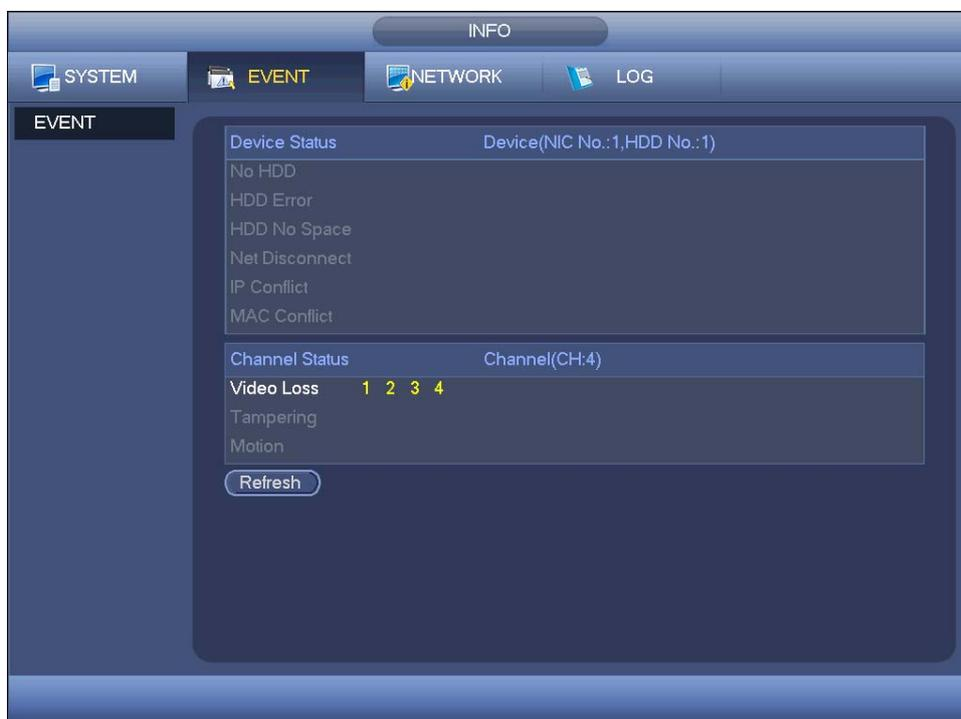 INFO
SYSTEM EVENT NETWORK LOG
EVENT
Device Status Device(NIC No.:1,HDD No.:1)
No HDD
HDD Error
HDD No Space
Net Disconnect
IP Conflict
MAC Conflict
Channel Status Channel(CH:4)
Video Loss 1 2 3 4
Tampering
Motion
Refresh